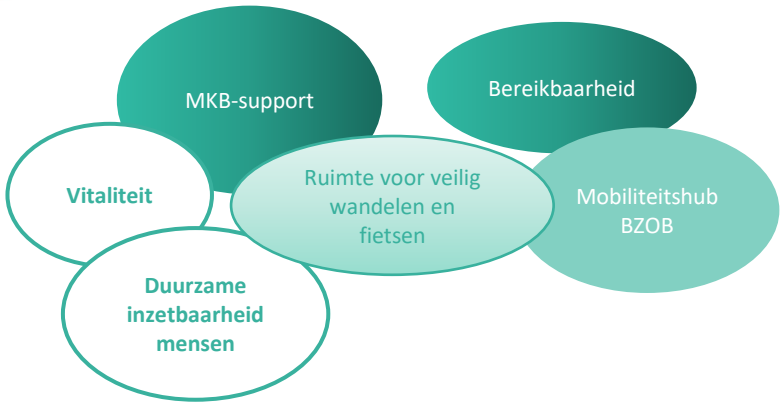 MKB-support
Bereikbaarheid
Vitaliteit
Ruimte voor veilig
wandelen en
fietsen
Mobiliteitshub
BZOB
Duurzame
inzetbaarheid
mensen